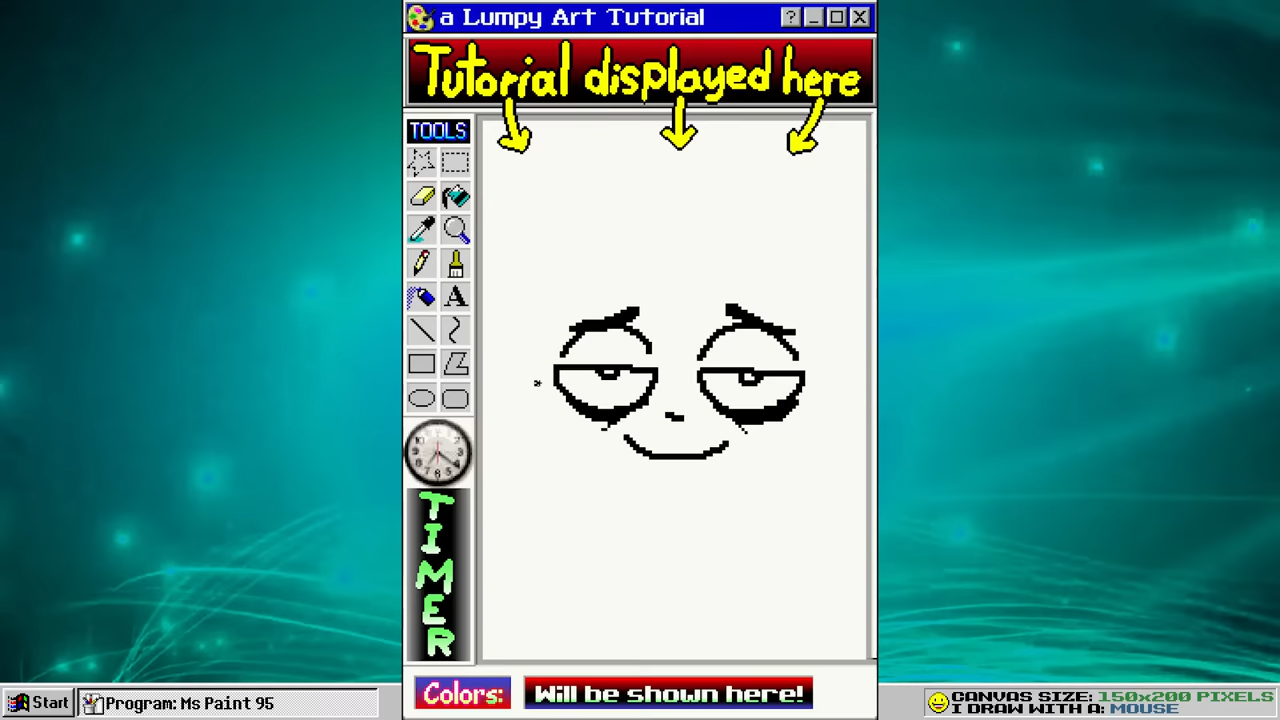 a Lumpy Art Tutorial
Tutorial displayed here
TOOLS
A
TIMER
Colors:
Will be shown here!
Start
Program: Ms Paint 95
CANVAS SIZE: 150x200 PIXELS
I DRAW WITH A: MOUSE